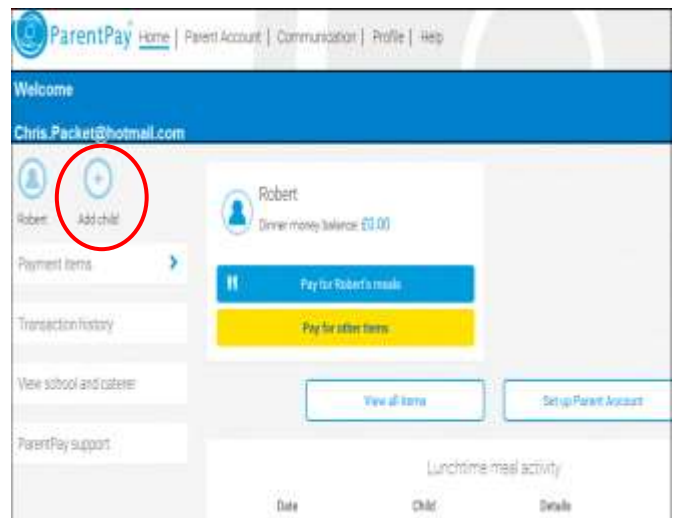 ParentPay Home | Parent Account | Communication | Profile | Help
Welcome
Chris.Packet@hotmail.com
Robert Add child
Robert
Dinner money balance: £0.00
Payment items
Pay for Robert's meals
Transaction history
Pay for other items
View school and caterer
View all items Set up Parent Account
ParentPay support
Lunchtime meal activity
Date Child Details